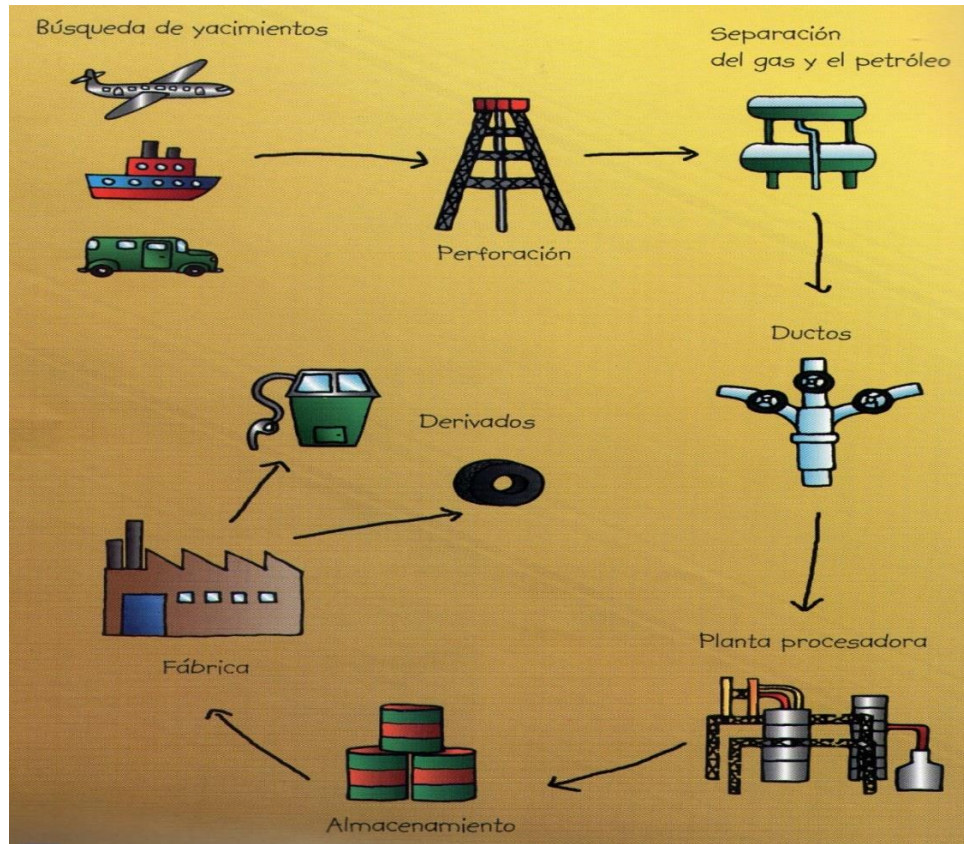 Búsqueda de yacimientos
Separación
del gas y el petróleo
Perforación
Ductos
Derivados
Planta procesadora
Fábrica
Almacenamiento